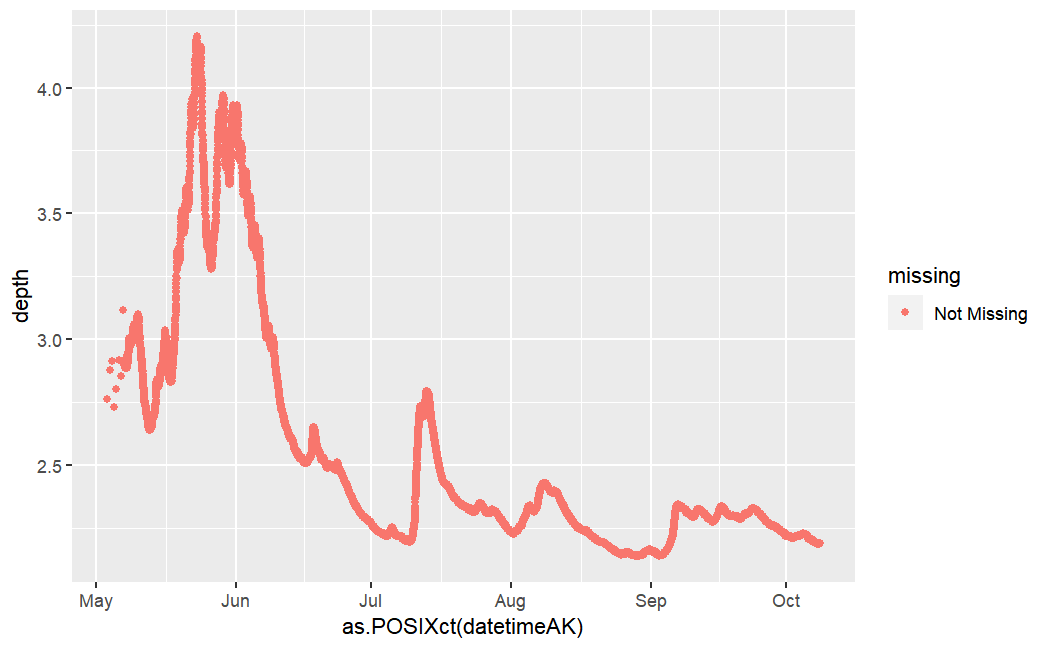 4.0
3.5
3.0
2.5
depth
May Jun Jul Aug Sep Oct
as.POSIXct(datetimeAK)
missing
Not Missing